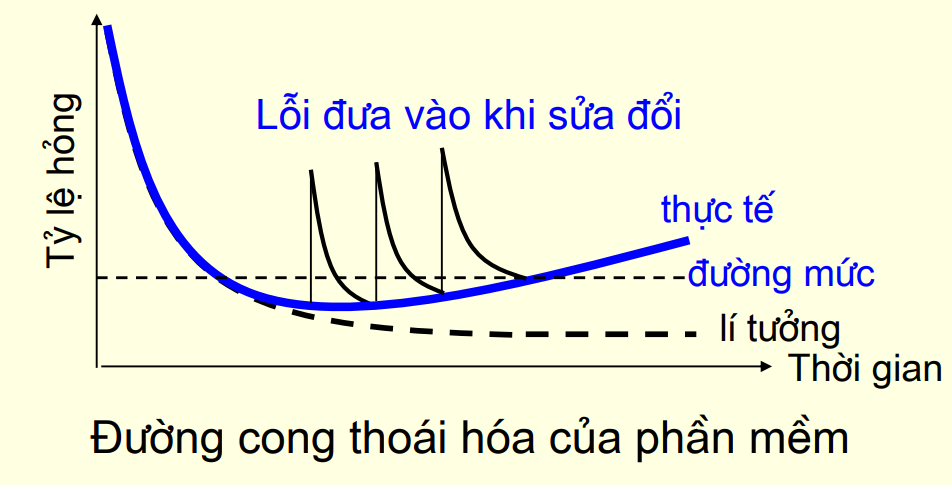 Lỗi đưa vào khi sửa đổi
Tỷ lệ hỏng
thực tế
đường mức
lí tưởng
Thời gian
Đường cong thoái hóa của phần mềm